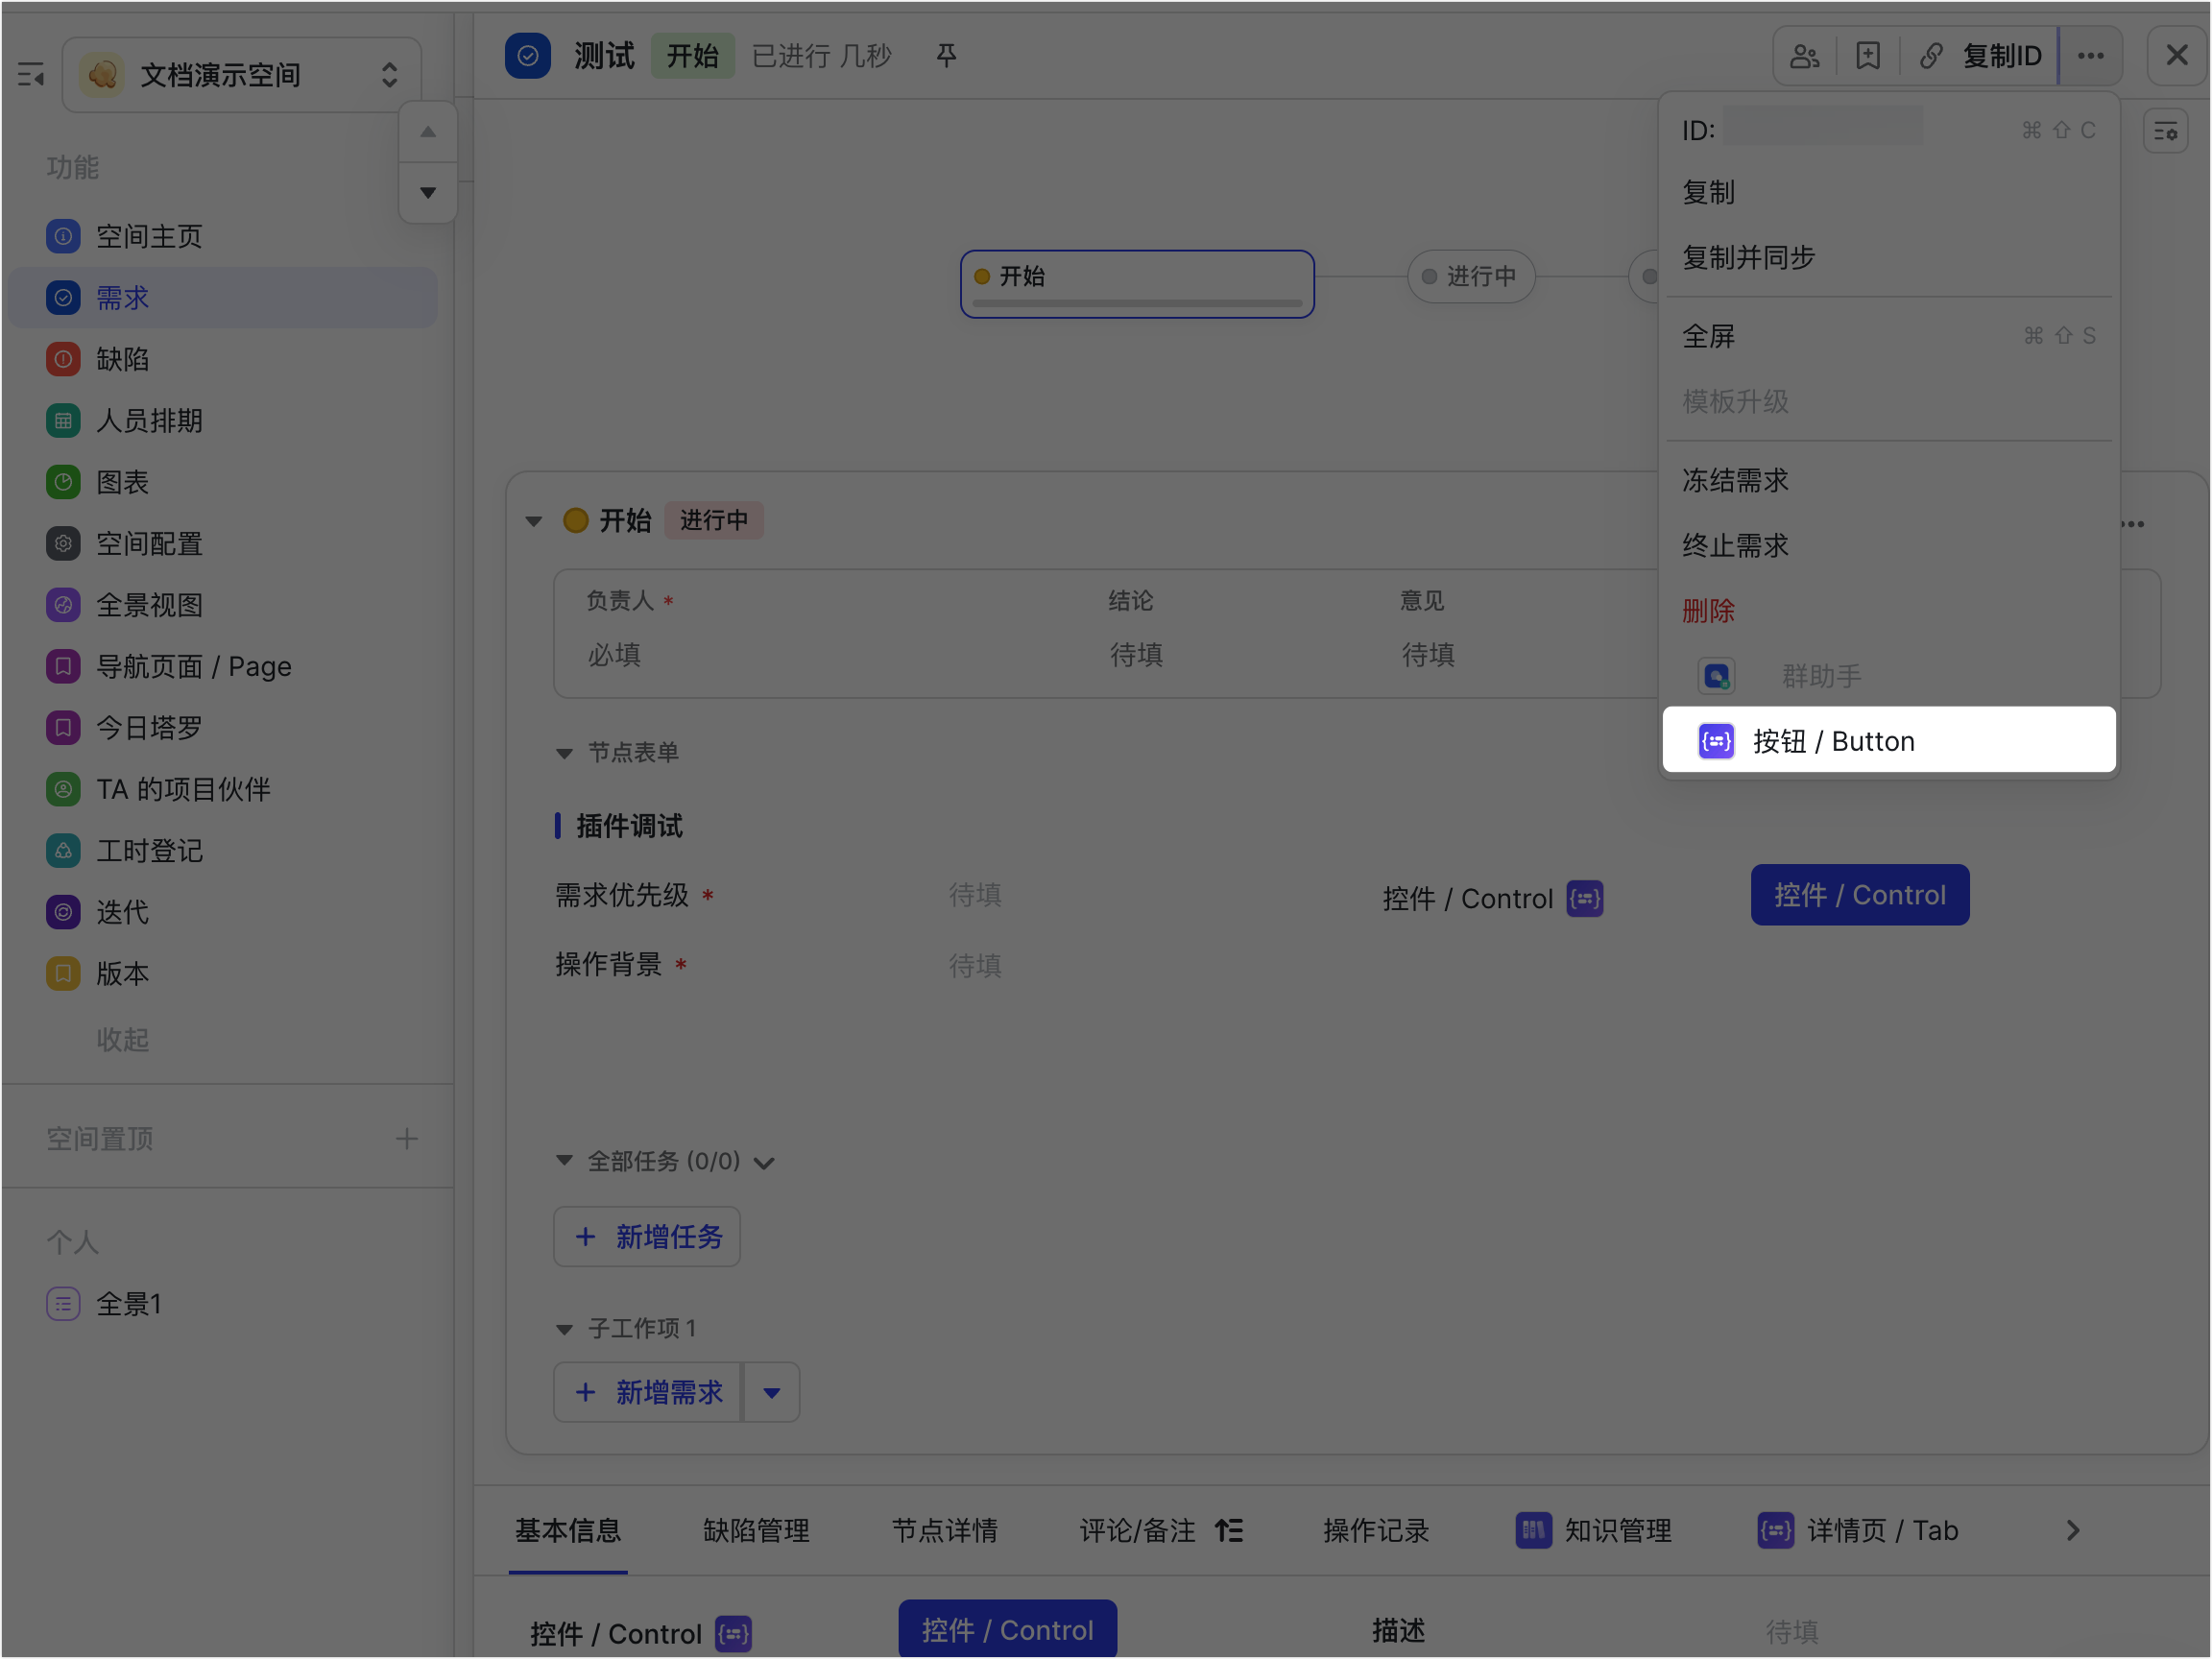 文档演示空间
功能
空间主页
需求
缺陷
人员排期
图表
空间配置
全景视图
导航页面 / Page
今日塔罗
TA 的项目伙伴
工时登记
迭代
版本
收起
空间置顶
个人
全景1
测试 开始 已进行 几秒
复制ID
ID: ⌘ ⇧ C
复制
复制并同步
全屏 ⌘ ⇧ S
模板升级
冻结需求
终止需求
删除
群助手
按钮 / Button
开始 进行中
开始 进行中
负责人 * 结论 意见
必填 待填 待填
节点表单
插件调试
需求优先级 * 待填 控件 / Control 控件 / Control
操作背景 * 待填
全部任务 (0/0)
+ 新增任务
子工作项 1
+ 新增需求
基本信息 缺陷管理 节点详情 评论/备注 操作记录 知识管理 详情页 / Tab
控件 / Control 控件 / Control 描述 待填